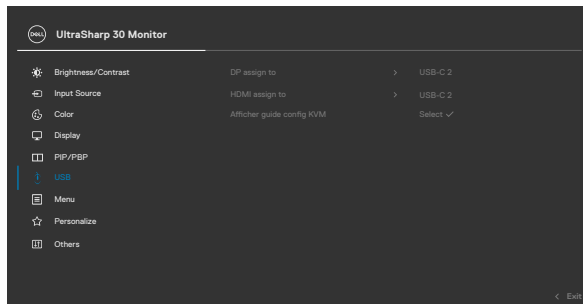 DELL UltraSharp 30 Monitor
Brightness/Contrast DP assign to > USB-C 2
Input Source HDMI assign to > USB-C 2
Color Afficher guide config KVM Select ✓
Display
PIP/PBP
USB
Menu
Personalize
Others
< Exit